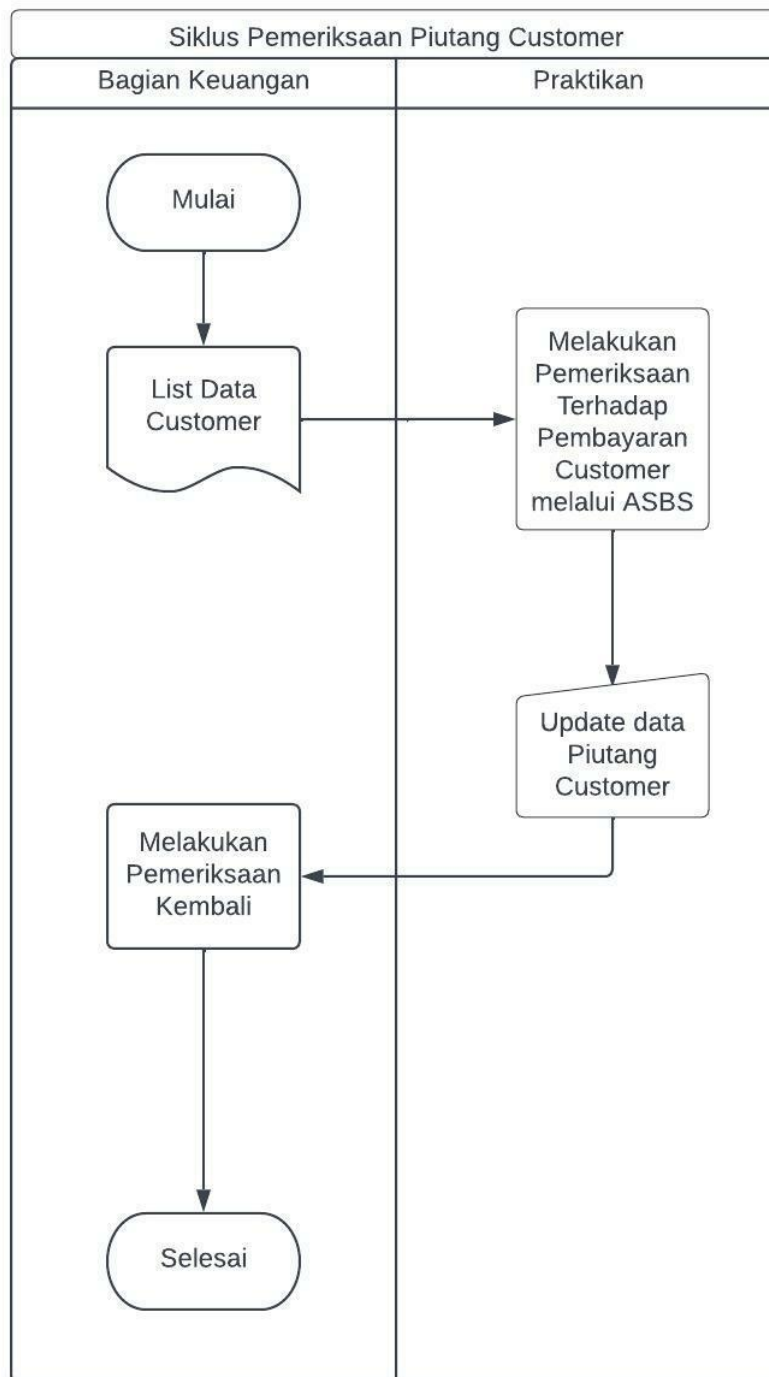 Siklus Pemeriksaan Piutang Customer
Bagian Keuangan
Praktikan
Mulai
List Data
Customer
Melakukan
Pemeriksaan
Terhadap
Pembayaran
Customer
melalui ASBS
Update data
Piutang
Customer
Melakukan
Pemeriksaan
Kembali
Selesai